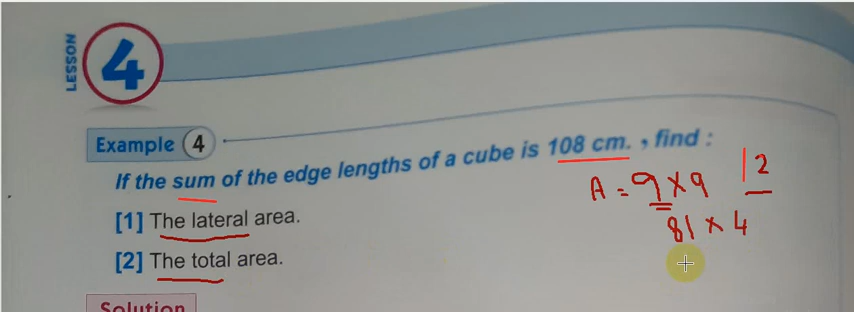 LESSON
4
Example 4
If the sum of the edge lengths of a cube is 108 cm. , find :
[1] The lateral area.
[2] The total area.
Solution
A = 9 × 9
12
81 × 4